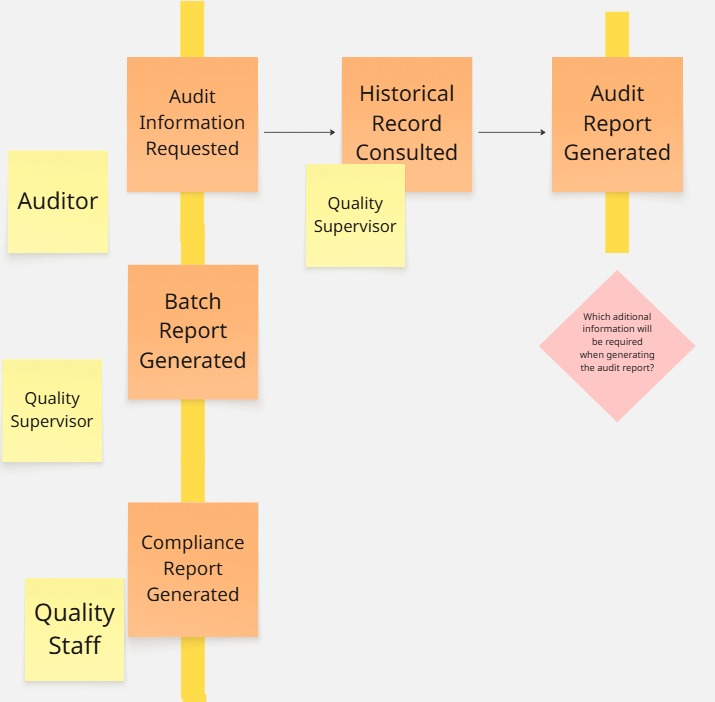 Audit
Information
Requested
Historical
Record
Consulted
Audit
Report
Generated
Auditor
Quality
Supervisor
Batch
Report
Generated
Which aditional
information will
be required
when generating
the audit report?
Quality
Supervisor
Compliance
Report
Generated
Quality
Staff